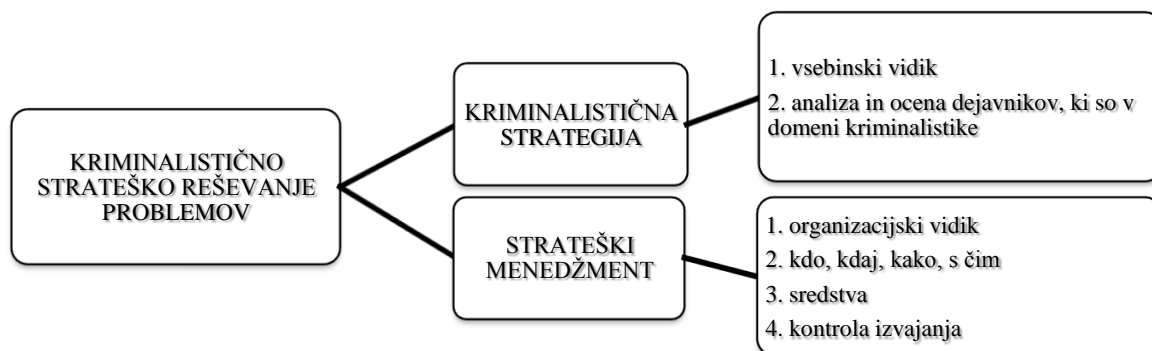 KRIMINALISTIČNO
STRATEŠKO REŠEVANJE
PROBLEMOV
KRIMINALISTIČNA
STRATEGIJA
1. vsebinski vidik
2. analiza in ocena dejavnikov, ki so v
domeni kriminalistike
STRATEŠKI
MENEDŽMENT
1. organizacijski vidik
2. kdo, kdaj, kako, s čim
3. sredstva
4. kontrola izvajanja